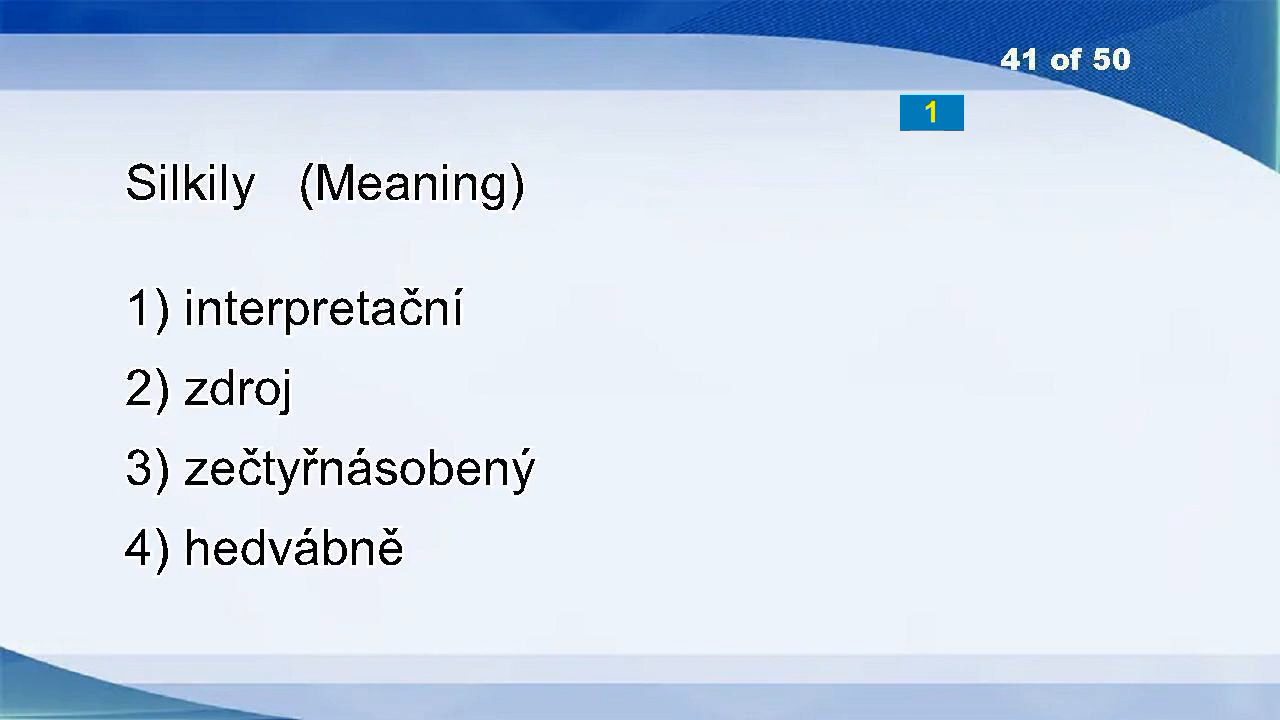 41 of 50
1
Silkily (Meaning)
1) interpretační
2) zdroj
3) zečtyřnásobený
4) hedvábně